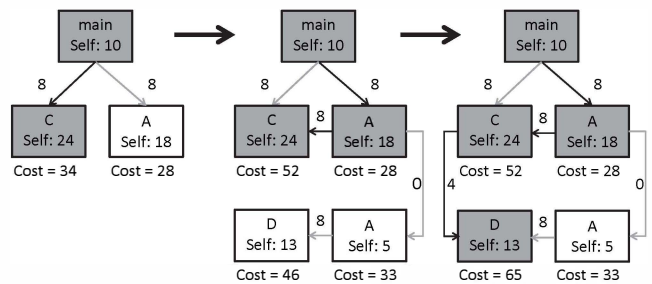 main
Self: 10
8
8
C
Self: 24
A
Self: 18
Cost = 34
Cost = 28
main
Self: 10
8
8
C
Self: 24
8
A
Self: 18
Cost = 52
Cost = 28
0
D
Self: 13
8
A
Self: 5
Cost = 46
Cost = 33
main
Self: 10
8
8
C
Self: 24
8
A
Self: 18
Cost = 52
Cost = 28
4
0
D
Self: 13
8
A
Self: 5
Cost = 65
Cost = 33